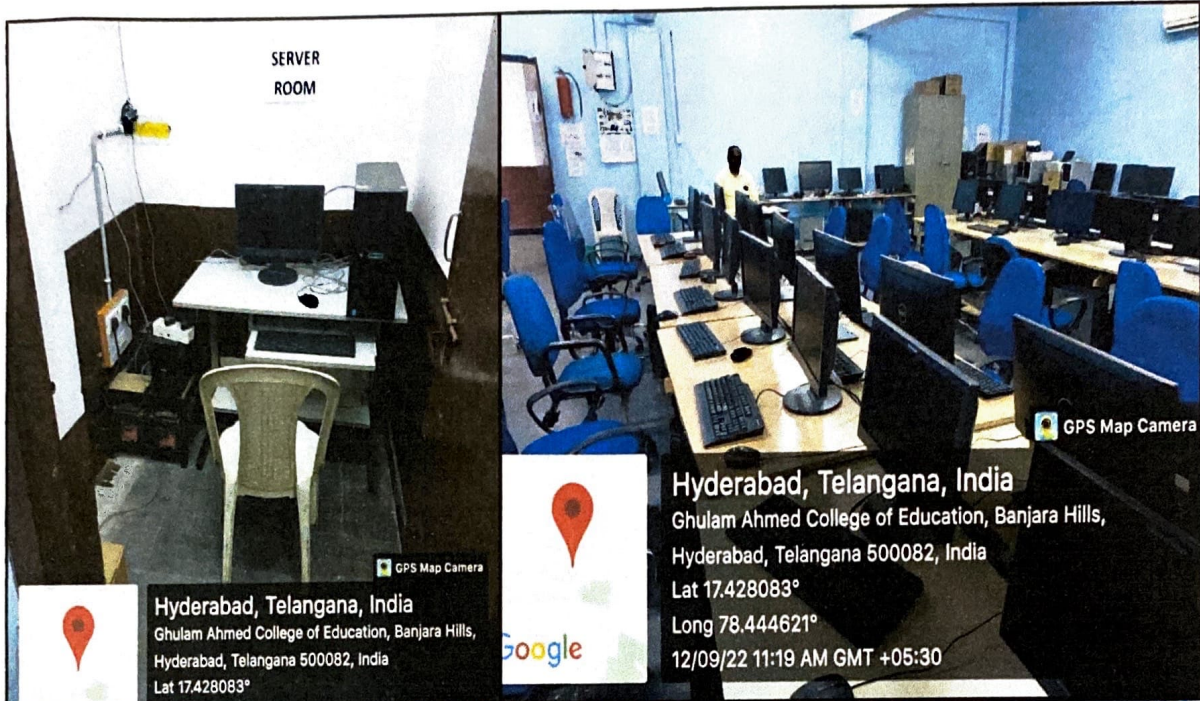 SERVER
ROOM
GPS Map Camera
Hyderabad, Telangana, India
Ghulam Ahmed College of Education, Banjara Hills,
Hyderabad, Telangana 500082, India
Lat 17.428083°
GPS Map Camera
Google
Hyderabad, Telangana, India
Ghulam Ahmed College of Education, Banjara Hills,
Hyderabad, Telangana 500082, India
Lat 17.428083°
Long 78.444621°
12/09/22 11:19 AM GMT +05:30